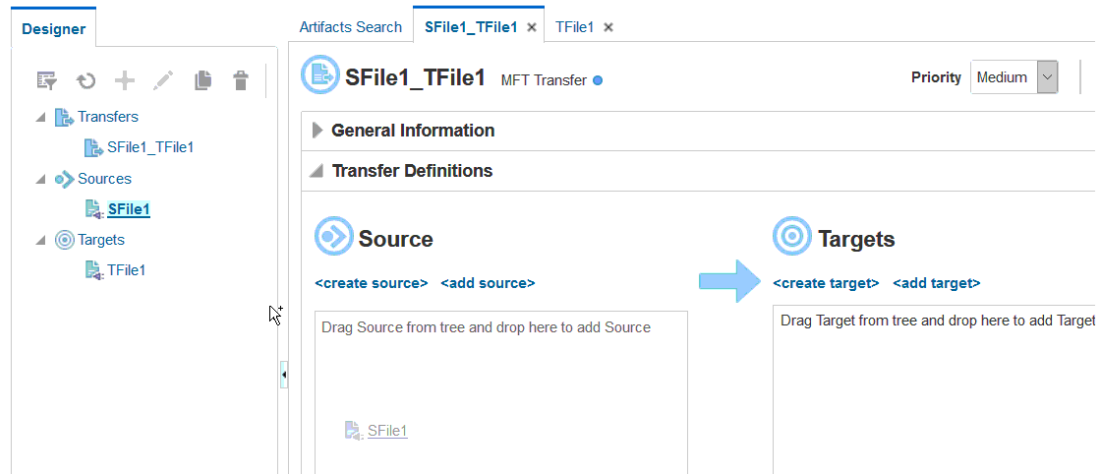 Designer
Artifacts Search SFile1_TFile1 × TFile1 ×
SFile1_TFile1 MFT Transfer Priority Medium
Transfers
SFile1_TFile1
Sources
SFile1
Targets
TFile1
General Information
Transfer Definitions
Source
<create source> <add source>
Drag Source from tree and drop here to add Source
SFile1
Targets
<create target> <add target>
Drag Target from tree and drop here to add Target